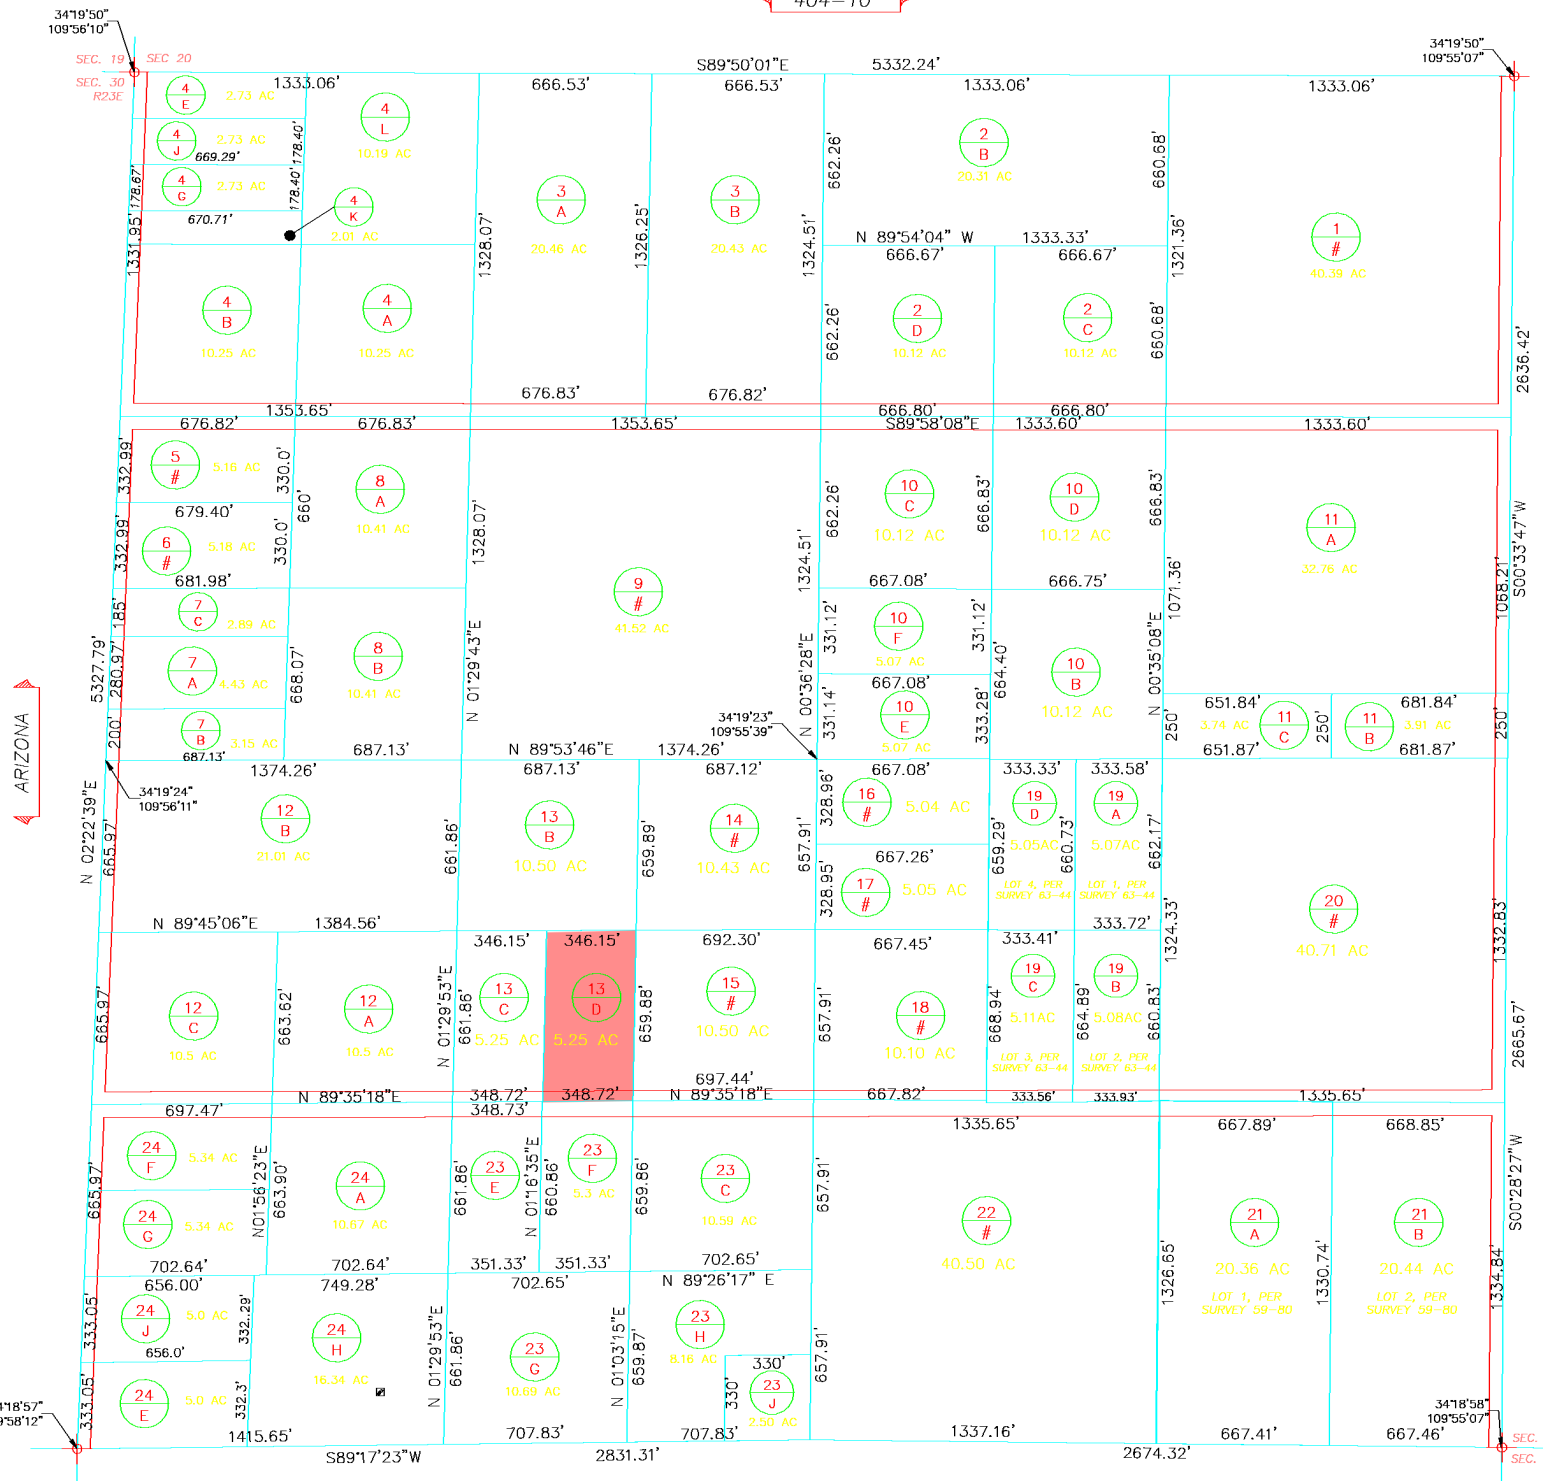 404-10
34°19'50"
109°56'10"
34°19'50"
109°55'07"
SEC. 19
SEC 20
SEC. 30
R23E
S89°50'01"E
5332.24'
1333.06'
666.53'
666.53'
1333.06'
1333.06'
4
E
2.73 AC
4
J
2.73 AC
669.29'
178.40'
4
G
2.73 AC
178.67'
178.40'
670.71'
4
L
10.19 AC
4
K
2.01 AC
1331.95'
1328.07'
3
A
20.46 AC
1326.25'
3
B
20.43 AC
1324.51'
662.26'
2
B
20.31 AC
660.68'
1321.36'
1
#
40.39 AC
N 89°54'04" W
1333.33'
666.67'
666.67'
4
B
10.25 AC
4
A
10.25 AC
662.26'
2
D
10.12 AC
2
C
10.12 AC
660.68'
2636.42'
676.83'
676.82'
1353.65'
666.80'
666.80'
676.82'
676.83'
1353.65'
S89°58'08"E
1333.60'
1333.60'
332.99'
5
#
5.18 AC
330.0'
679.40'
660'
8
A
10.41 AC
332.99'
6
#
5.18 AC
330.0'
681.98'
1328.07'
9
#
41.52 AC
662.26'
1324.51'
10
C
10.12 AC
666.83'
10
D
10.12 AC
666.83'
11
A
32.76 AC
S00°33'47"W
1068.21'
1071.36'
667.08'
666.75'
185'
7
C
2.89 AC
5327.79'
280.97'
7
A
4.43 AC
668.07'
8
B
10.41 AC
N 01°29'43"E
N 00°36'28"E
331.12'
10
F
5.07 AC
331.12'
667.08'
664.40'
10
B
10.12 AC
N 00°35'08"E
331.14'
10
E
5.07 AC
333.28'
651.84'
681.84'
250'
3.74 AC
11
C
250'
11
B
3.91 AC
250'
651.87'
681.87'
200'
7
B
3.15 AC
687.13'
687.13'
N 89°53'46"E
1374.26'
34°19'23"
109°55'39"
ARIZONA
34°19'24"
109°56'11"
1374.26'
687.13'
687.12'
667.08'
333.33'
333.58'
N 02°22'39"E
665.97'
12
B
21.01 AC
661.86'
13
B
10.50 AC
659.89'
14
#
10.43 AC
657.91'
328.96'
16
#
5.04 AC
667.26'
328.95'
17
#
5.05 AC
659.29'
19
D
5.05AC
LOT 4, PER
SURVEY 63-44
660.73'
19
A
5.07AC
LOT 1, PER
SURVEY 63-44
662.17'
1324.33'
20
#
40.71 AC
1332.83'
N 89°45'06"E
1384.56'
346.15'
346.15'
692.30'
667.45'
333.41'
333.72'
665.97'
12
C
10.5 AC
663.62'
12
A
10.5 AC
N 01°29'53"E
661.86'
13
C
5.25 AC
13
D
5.25 AC
659.88'
15
#
10.50 AC
657.91'
18
#
10.10 AC
668.94'
19
C
5.11AC
LOT 3, PER
SURVEY 63-44
664.89'
19
B
5.08AC
LOT 2, PER
SURVEY 63-44
660.83'
2665.67'
N 89°35'18"E
348.72'
348.72'
697.44'
N 89°35'18"E
667.82'
333.56'
333.93'
1335.65'
697.47'
348.73'
1335.65'
667.89'
668.85'
665.97'
24
F
5.34 AC
24
G
5.34 AC
N01°56'23"E
663.90'
24
A
10.67 AC
661.86'
23
E
N 01°16'35"E
660.86'
23
F
5.3 AC
659.86'
23
C
10.59 AC
657.91'
22
#
40.50 AC
1326.65'
21
A
20.36 AC
LOT 1, PER
SURVEY 59-80
1330.74'
21
B
20.44 AC
LOT 2, PER
SURVEY 59-80
1334.84'
S00°28'27"W
702.64'
702.64'
351.33'
351.33'
702.65'
656.00'
749.28'
702.65'
N 89°26'17" E
333.05'
24
J
5.0 AC
332.29'
656.0'
24
H
16.34 AC
N 01°29'53"E
661.86'
23
G
10.69 AC
N 01°03'15"E
659.87'
23
H
8.16 AC
657.91'
330'
330'
23
J
2.50 AC
333.05'
24
E
5.0 AC
332.3'
4°18'57"
9°58'12"
34°18'58"
109°55'07"
1415.65'
707.83'
707.83'
1337.16'
667.41'
667.46'
S89°17'23"W
2831.31'
2674.32'
SEC.
SEC.